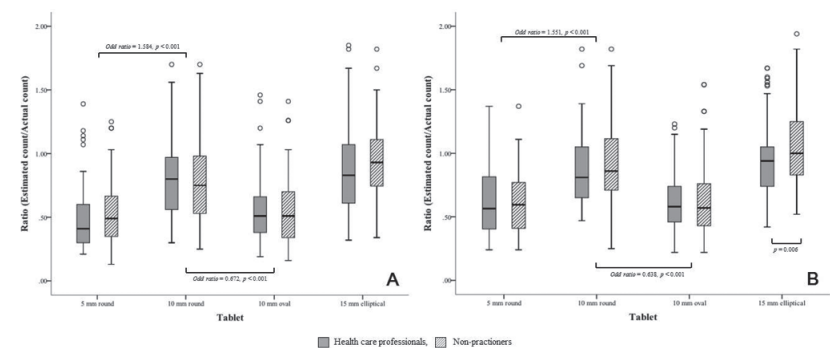 2.00
Odd ratio = 1.584, p < 0.001
1.50
1.00
.50
.00
Ratio (Estimated count/Actual count)
Odd ratio = 0.672, p < 0.001
A
5 mm round 10 mm round 10 mm oval 15 mm elliptical
Tablet
2.00
Odd ratio = 1.551, p < 0.001
1.50
1.00
.50
.00
Ratio (Estimated count/Actual count)
p = 0.006
Odd ratio = 0.638, p < 0.001
B
5 mm round 10 mm round 10 mm oval 15 mm elliptical
Tablet
Health care professionals, Non-practioners